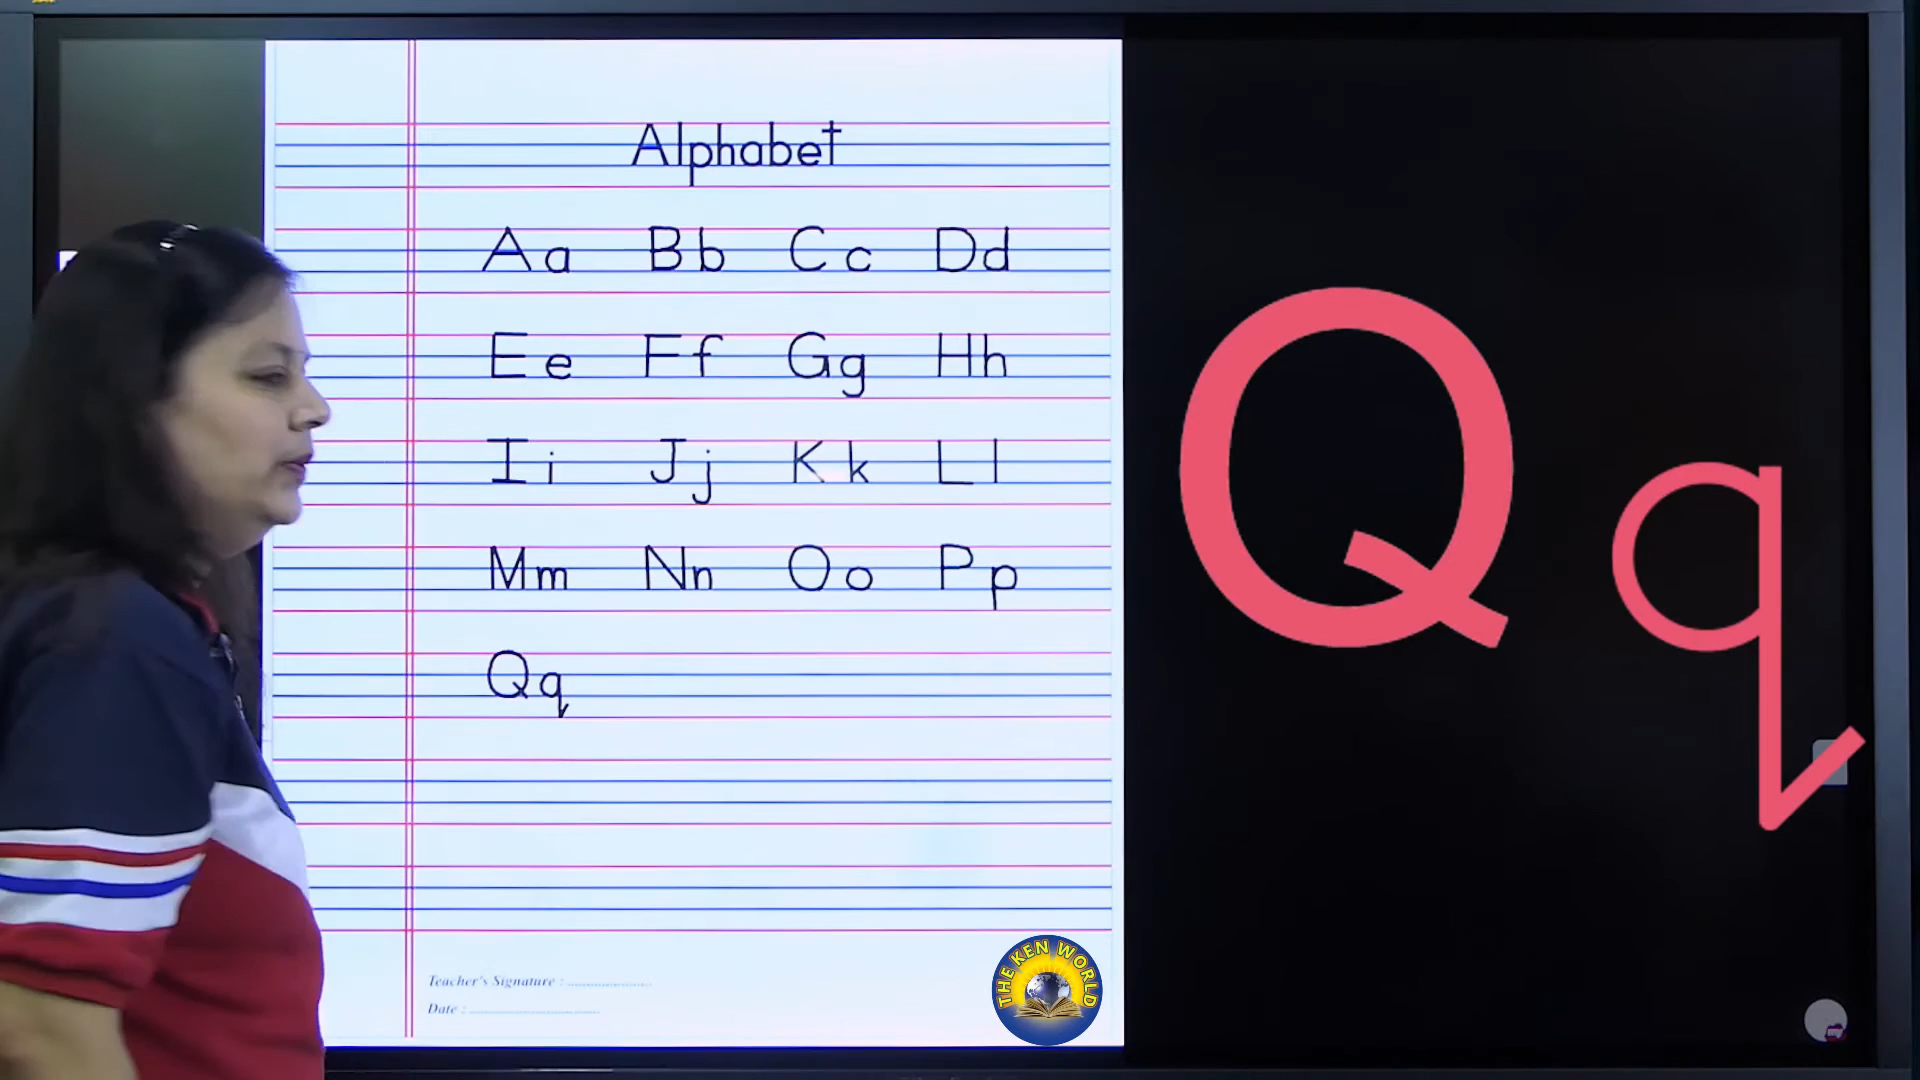 Alphabet
Aa Bb Cc Dd
Ee Ff Gg Hh
Ii Jj Kk Ll
Mm Nn Oo Pp
Qq
Q q
Teacher's Signature : ........................
Date : ........................
THE KEN WORLD